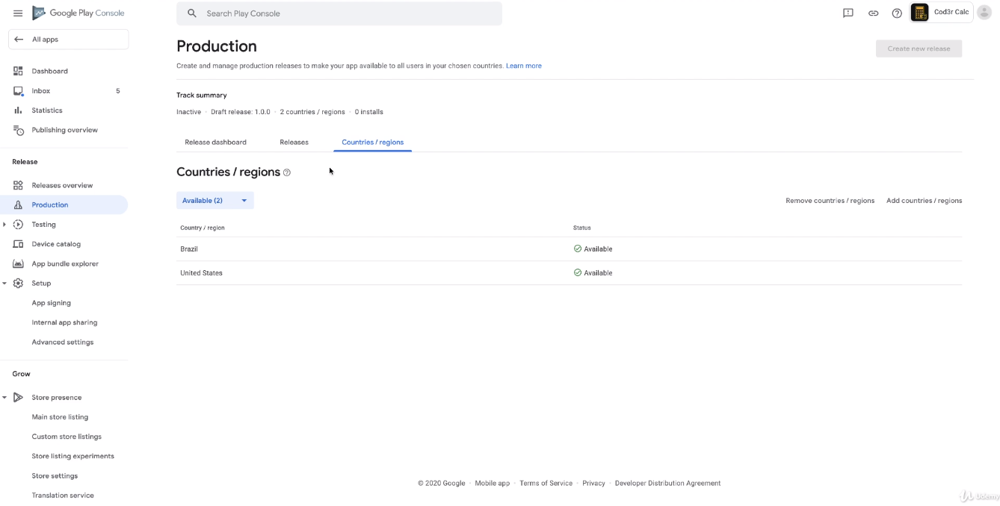 Google Play Console
Search Play Console
Cod3r Calc
All apps
Dashboard
Inbox 5
Statistics
Publishing overview
Release
Releases overview
Production
Testing
Device catalog
App bundle explorer
Setup
App signing
Internal app sharing
Advanced settings
Grow
Store presence
Main store listing
Custom store listings
Store listing experiments
Store settings
Translation service
Production
Create new release
Create and manage production releases to make your app available to all users in your chosen countries. Learn more
Track summary
Inactive · Draft release: 1.0.0 · 2 countries / regions · 0 installs
Release dashboard Releases Countries / regions
Countries / regions
Available (2) Remove countries / regions Add countries / regions
Country / region Status
Brazil Available
United States Available
© 2020 Google · Mobile app · Terms of Service · Privacy · Developer Distribution Agreement
Udemy